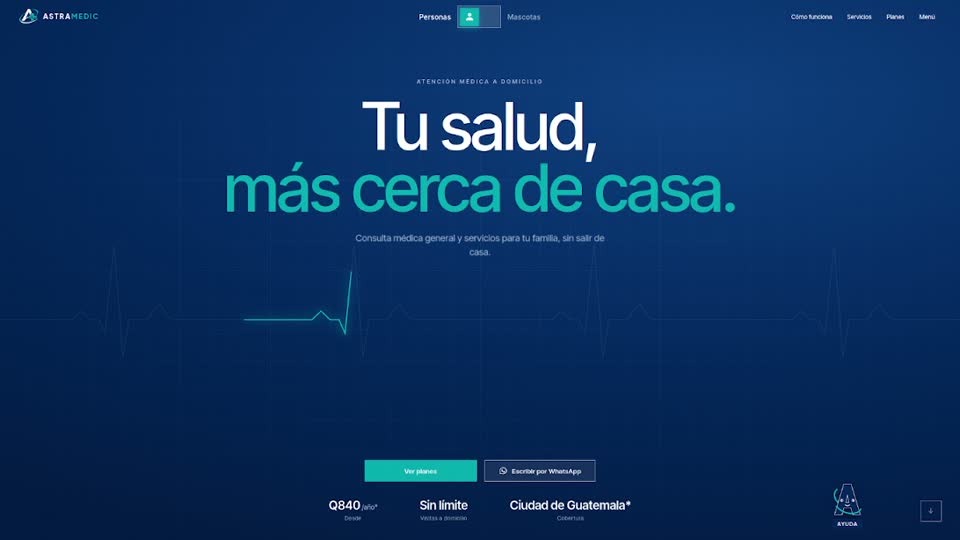 ASTRAMEDIC
Personas
Mascotas
Cómo funciona
Servicios
Planes
Menú
ATENCIÓN MÉDICA A DOMICILIO
Tu salud,
más cerca de casa.
Consulta médica general y servicios para tu familia, sin salir de
casa.
Ver planes
Escribir por WhatsApp
Q840 /año*
Desde
Sin límite
Visitas a domicilio
Ciudad de Guatemala*
Cobertura
AYUDA